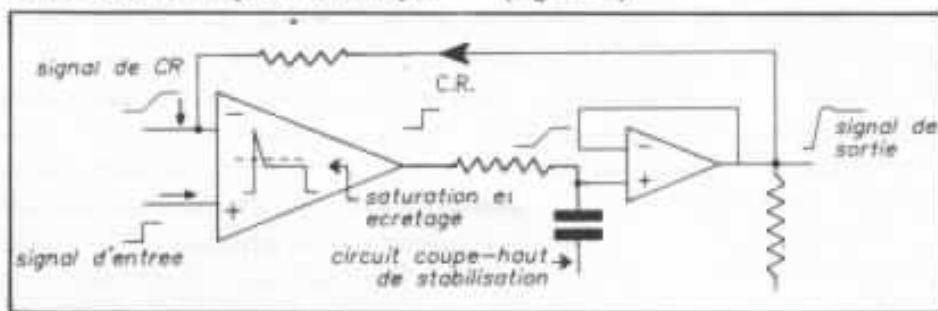 signal de CR
C.R.
signal de
sortie
saturation et
ecretage
signal d'entree
circuit coupe-haut
de stabilisation